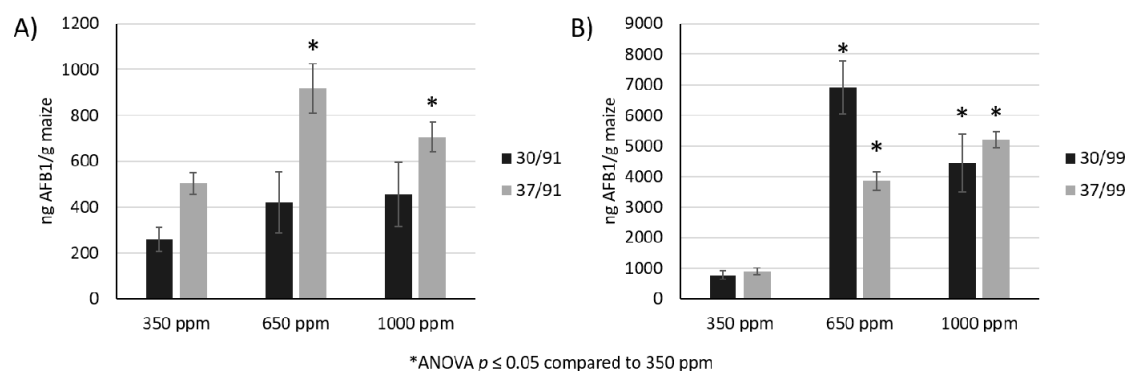 A)
ng AFB1/g maize
1200
1000
800
600
400
200
0
350 ppm 650 ppm 1000 ppm
* *
30/91
37/91
B)
ng AFB1/g maize
9000
8000
7000
6000
5000
4000
3000
2000
1000
0
350 ppm 650 ppm 1000 ppm
* * * *
30/99
37/99
*ANOVA p ≤ 0.05 compared to 350 ppm